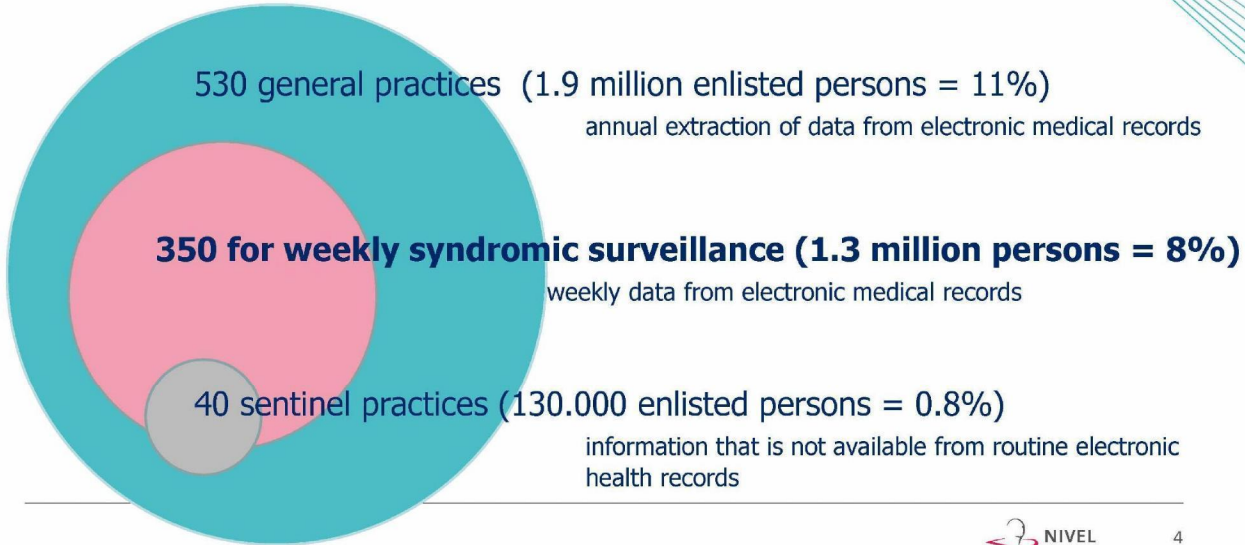 530 general practices (1.9 million enlisted persons = 11%)
annual extraction of data from electronic medical records
350 for weekly syndromic surveillance (1.3 million persons = 8%)
weekly data from electronic medical records
40 sentinel practices (130.000 enlisted persons = 0.8%)
information that is not available from routine electronic
health records
NIVEL
4